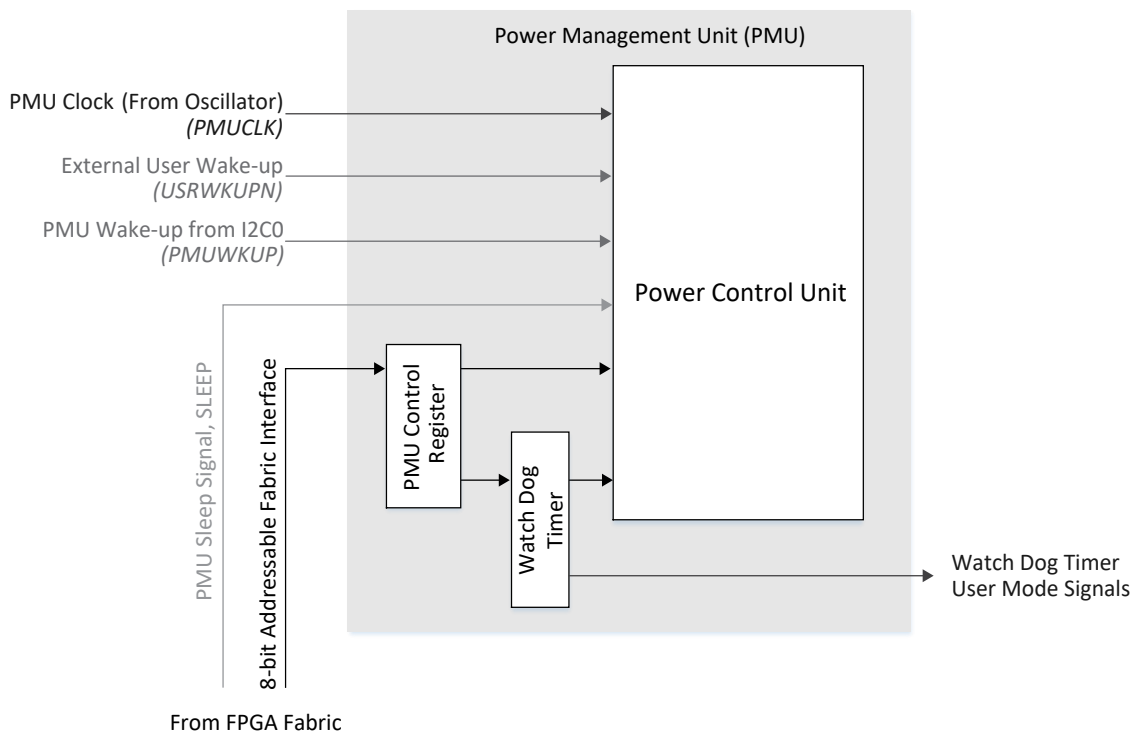 Power Management Unit (PMU)
PMU Clock (From Oscillator)
(PMUCLK)
External User Wake-up
(USRWKUPN)
PMU Wake-up from I2C0
(PMUWKUP)
Power Control Unit
PMU Sleep Signal, SLEEP
8-bit Addressable Fabric Interface
PMU Control
Register
Watch Dog
Timer
Watch Dog Timer
User Mode Signals
From FPGA Fabric